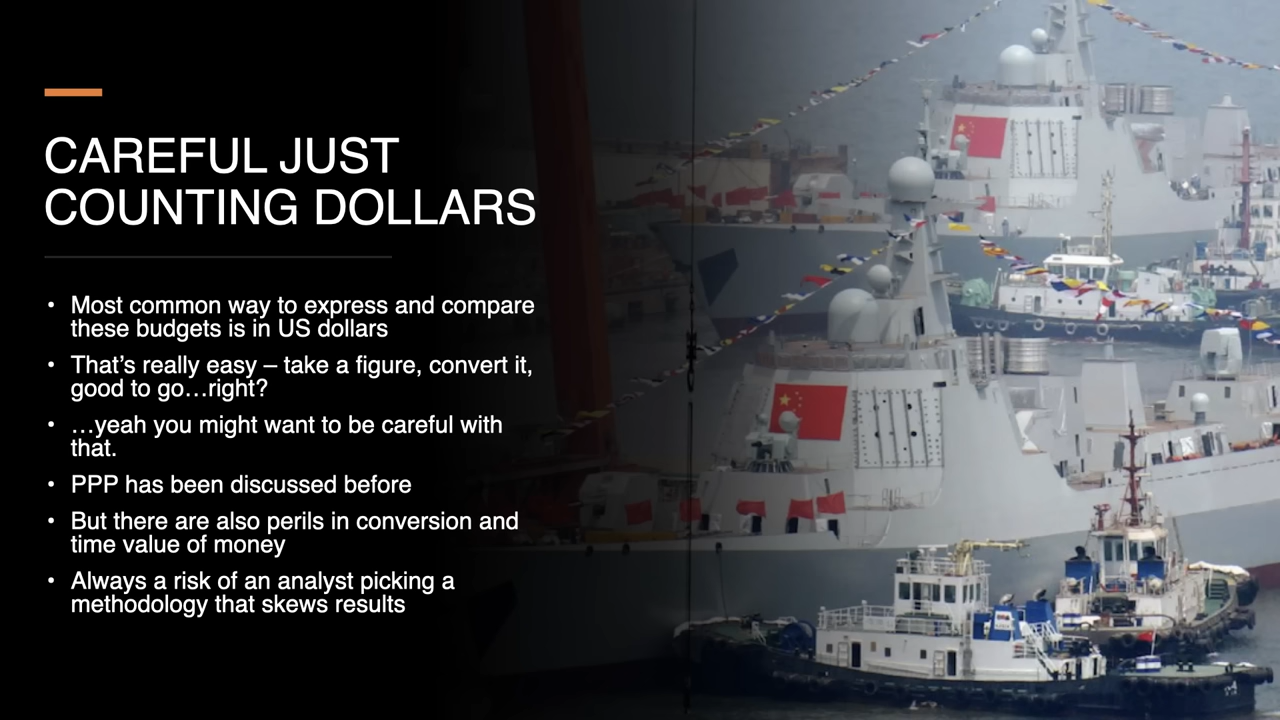 CAREFUL JUST
COUNTING DOLLARS
• Most common way to express and compare
these budgets is in US dollars
• That’s really easy – take a figure, convert it,
good to go…right?
• …yeah you might want to be careful with
that.
• PPP has been discussed before
• But there are also perils in conversion and
time value of money
• Always a risk of an analyst picking a
methodology that skews results